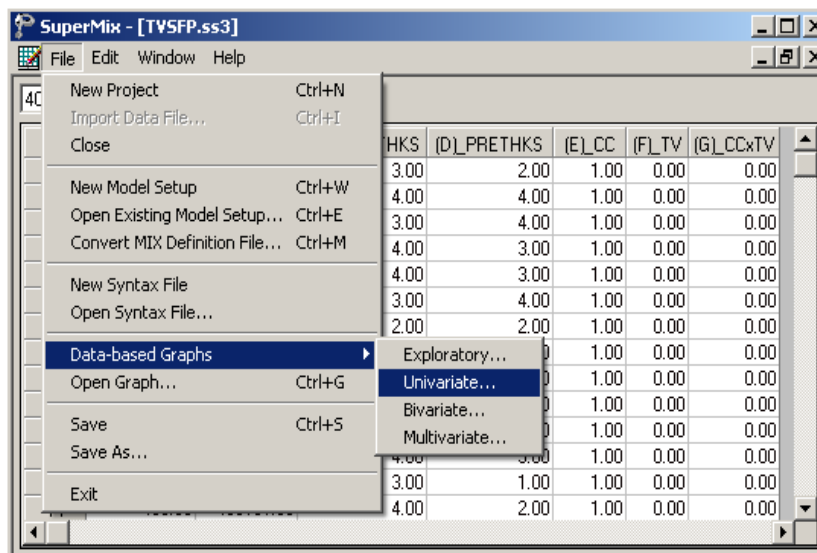 SuperMix - [TVSFP.ss3]
File Edit Window Help
New Project Ctrl+N
Import Data File... Ctrl+I
Close
New Model Setup Ctrl+W
Open Existing Model Setup... Ctrl+E
Convert MIX Definition File... Ctrl+M
New Syntax File
Open Syntax File...
Data-based Graphs
Open Graph... Ctrl+G
Save Ctrl+S
Save As...
Exit
Exploratory...
Univariate...
Bivariate...
Multivariate...
40
THKS (D)_PRETHKS (E)_CC (F)_TV (G)_CCxTV
3.00 2.00 1.00 0.00 0.00
4.00 4.00 1.00 0.00 0.00
3.00 4.00 1.00 0.00 0.00
4.00 3.00 1.00 0.00 0.00
4.00 3.00 1.00 0.00 0.00
3.00 4.00 1.00 0.00 0.00
2.00 2.00 1.00 0.00 0.00
1.00 0.00 0.00
1.00 0.00 0.00
1.00 0.00 0.00
1.00 0.00 0.00
1.00 0.00 0.00
3.00 1.00 1.00 0.00 0.00
4.00 2.00 1.00 0.00 0.00